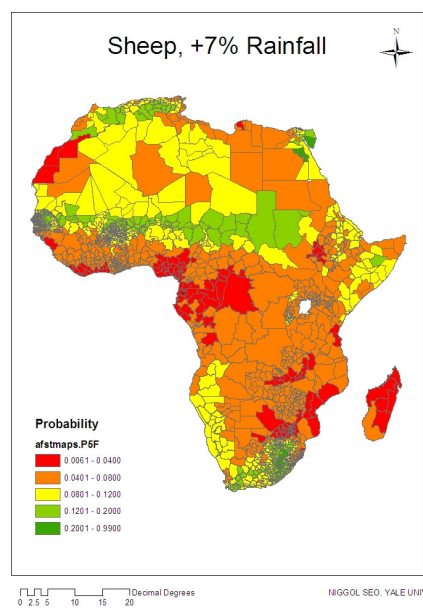 Sheep, +7% Rainfall
N
Probability
afstmaps.P5F
0.0061 - 0.0400
0.0401 - 0.0800
0.0801 - 0.1200
0.1201 - 0.2000
0.2001 - 0.9900
0 2.5 5 10 15 20 Decimal Degrees
NIGGOL SEO, YALE UNI